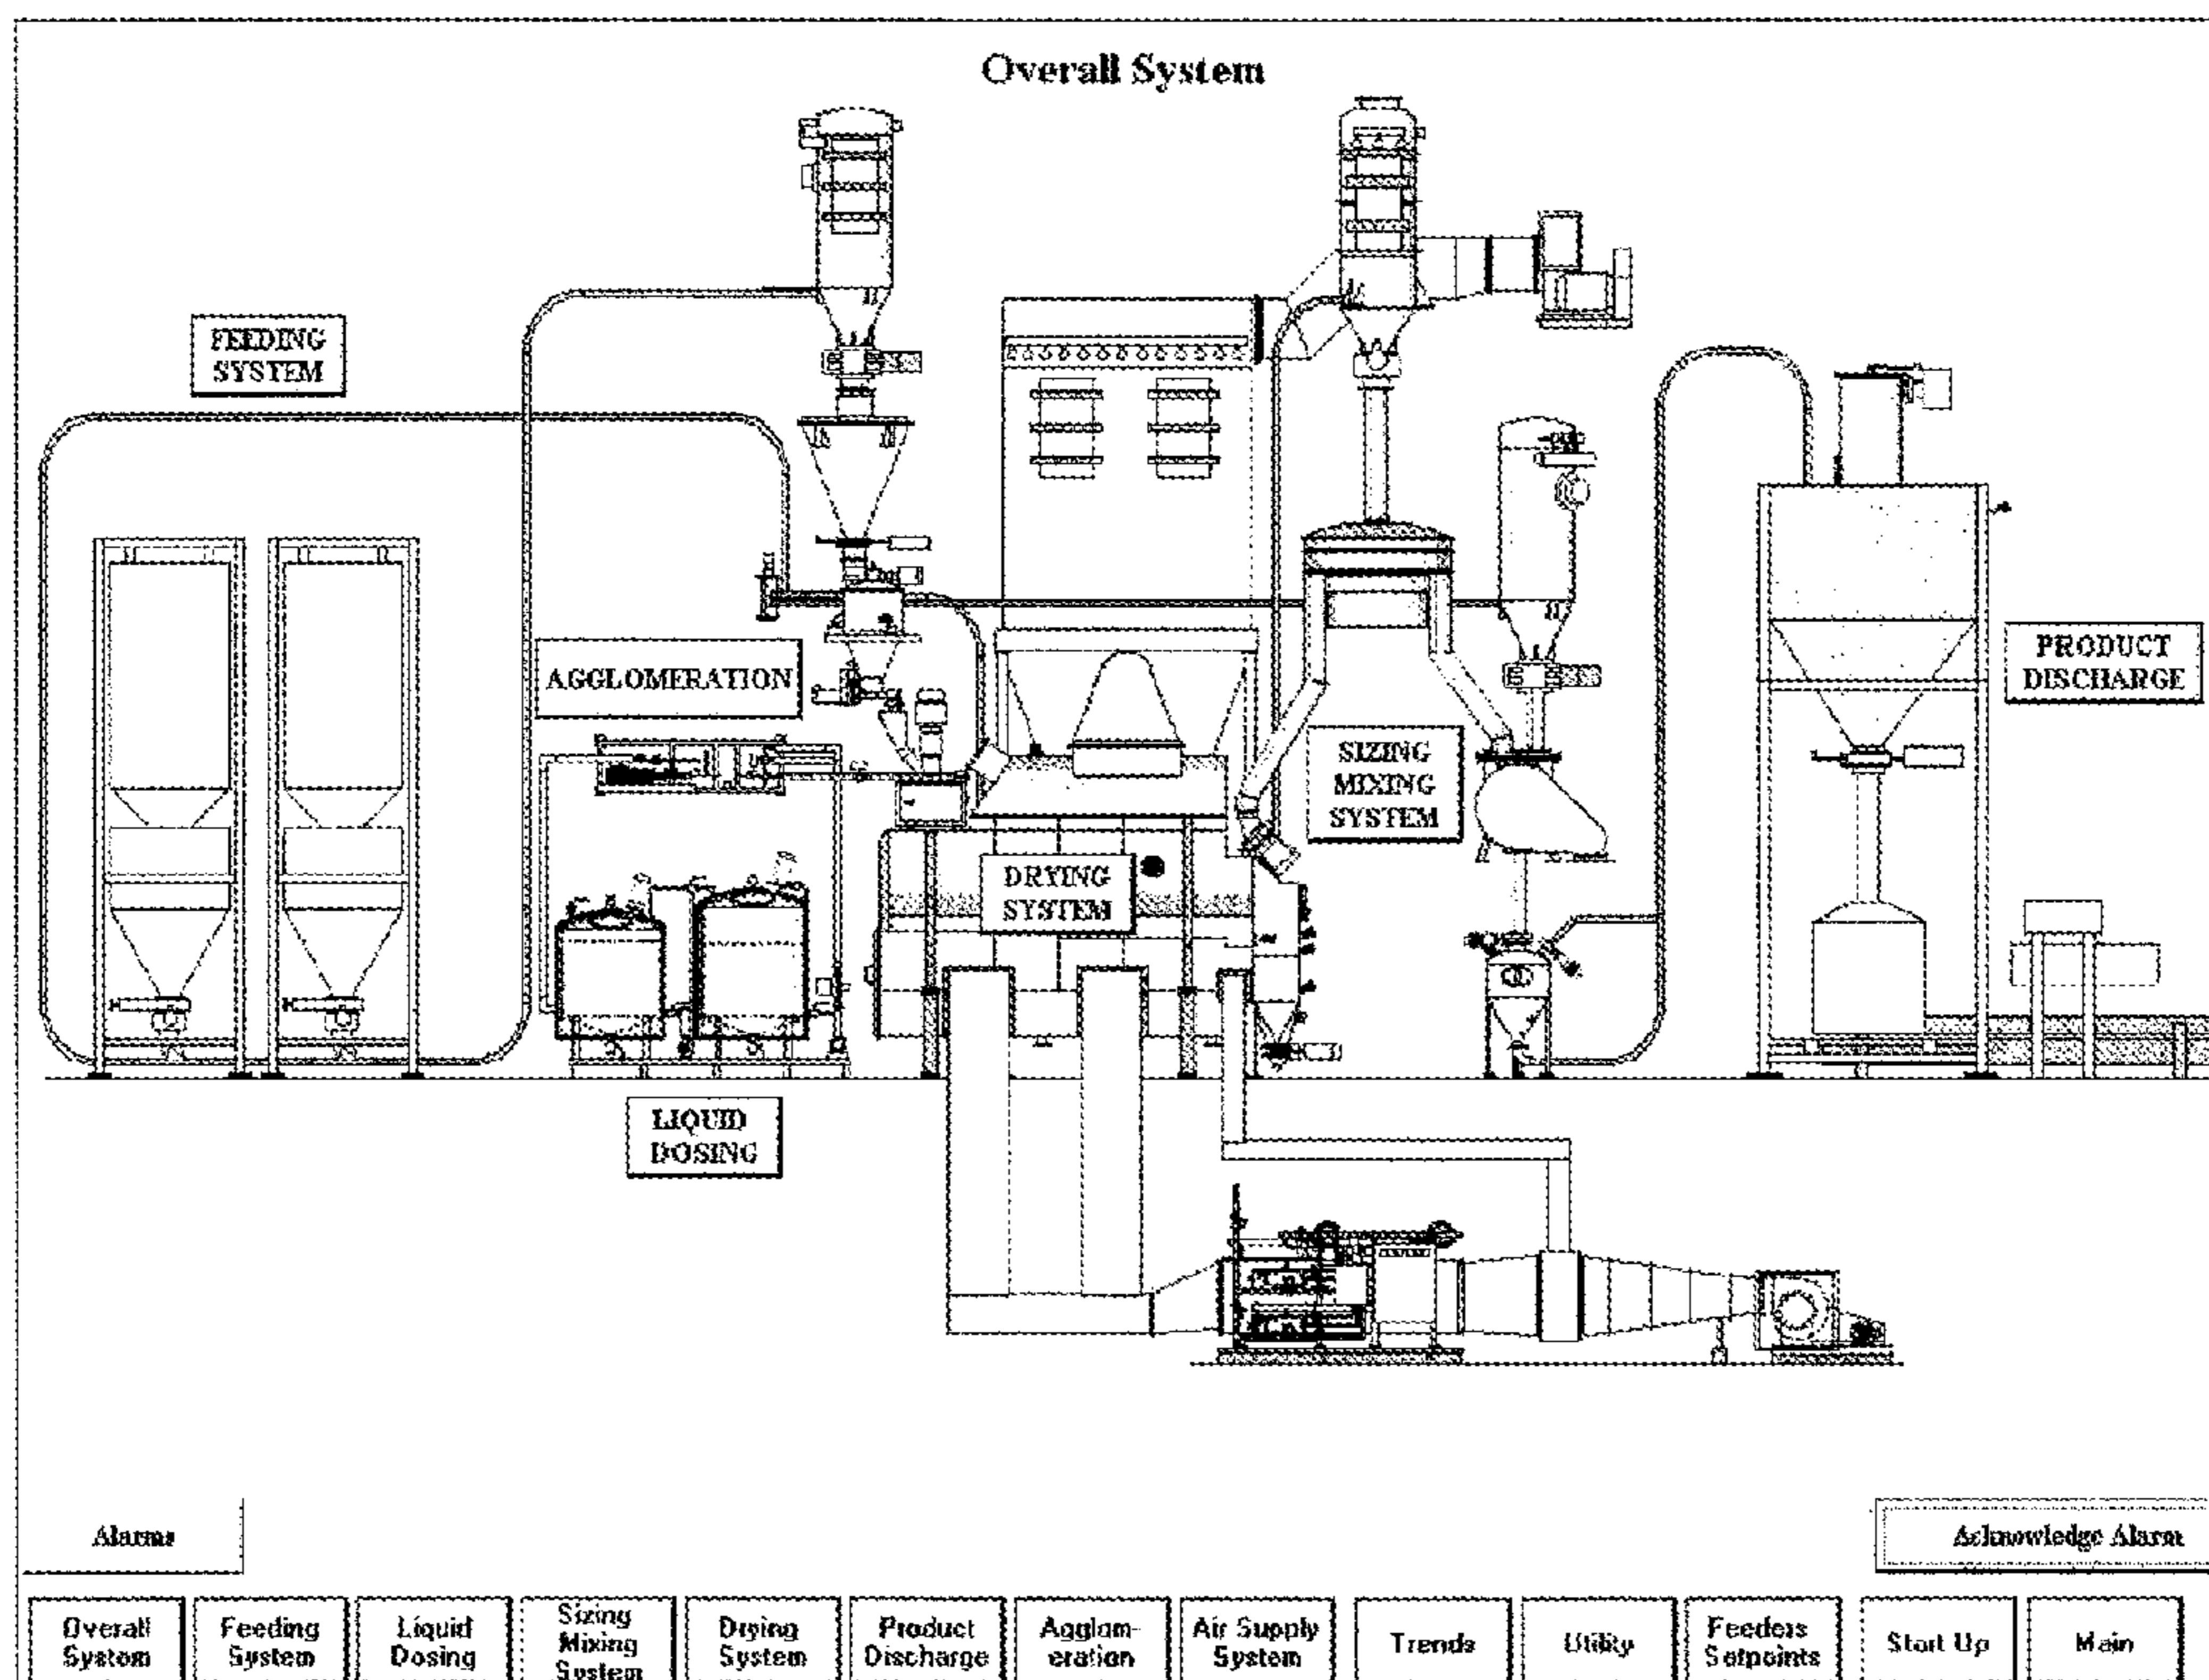 Overall System
FEEDING
SYSTEM
AGGLOMERATION
PRODUCT
DISCHARGE
SIZING
MIXING
SYSTEM
DRYING
SYSTEM
LIQUID
DOSING
Alarms
Acknowledge Alarm
Overall
System
Feeding
System
Liquid
Dosing
Sizing
Mixing
System
Drying
System
Product
Discharge
Agglom-
eration
Air Supply
System
Trends
Utility
Feeders
Setpoints
Start Up
Main